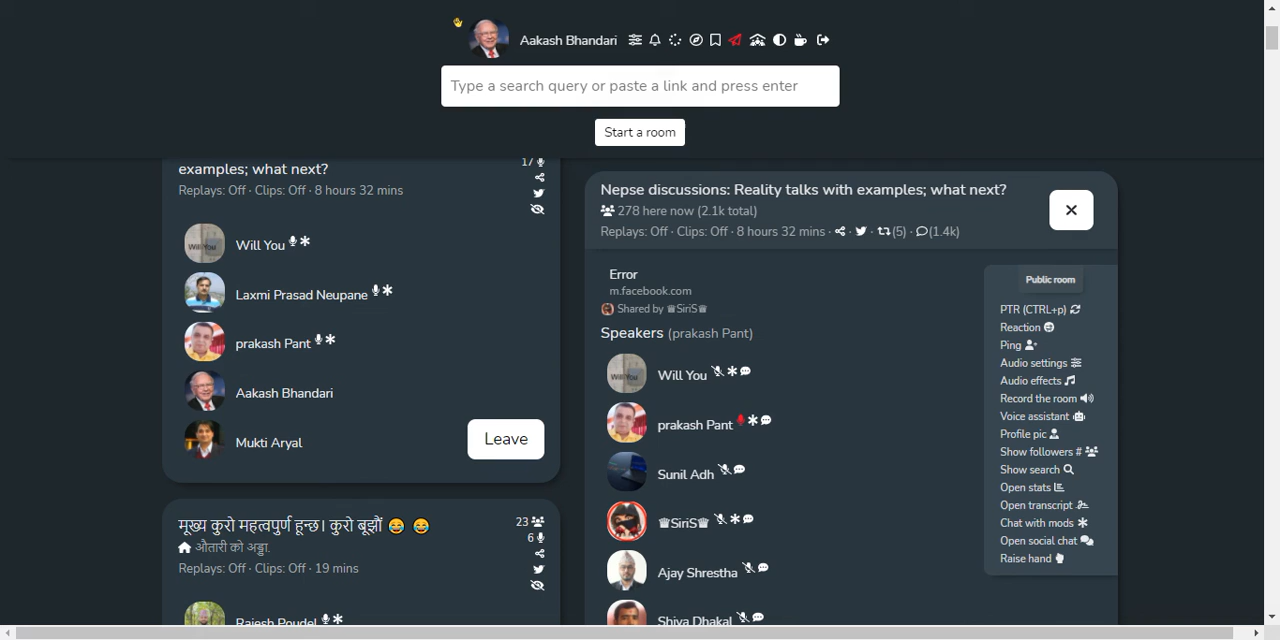 Aakash Bhandari
Type a search query or paste a link and press enter
Start a room
examples; what next?
17
Replays: Off · Clips: Off · 8 hours 32 mins
Will You
Laxmi Prasad Neupane
prakash Pant
Aakash Bhandari
Mukti Aryal
Leave
मूख्य कुरो महत्वपुर्ण हून्छ। कुरो बूझौं 😂 😂
23
6
औतारी को अड्डा.
Replays: Off · Clips: Off · 19 mins
Rajesh Poudel
Nepse discussions: Reality talks with examples; what next?
278 here now (2.1k total)
Replays: Off · Clips: Off · 8 hours 32 mins · · · (5) · (1.4k)
Error
m.facebook.com
Shared by ♛SiriS♛
Speakers (prakash Pant)
Will You
prakash Pant
Sunil Adh
♛SiriS♛
Ajay Shrestha
Shiva Dhakal
Public room
PTR (CTRL+p)
Reaction
Ping
Audio settings
Audio effects
Record the room
Voice assistant
Profile pic
Show followers #
Show search
Open stats
Open transcript
Chat with mods
Open social chat
Raise hand